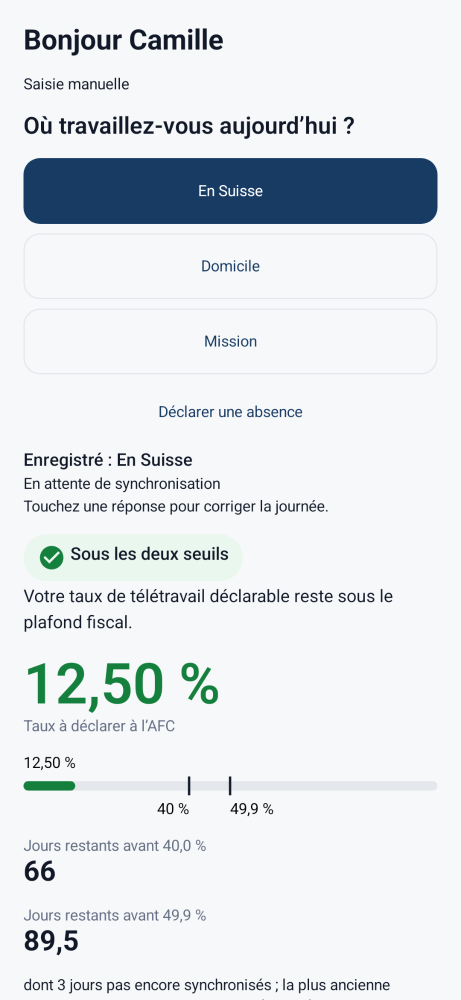 Bonjour Camille
Saisie manuelle
Où travaillez-vous aujourd’hui ?
En Suisse
Domicile
Mission
Déclarer une absence
Enregistré : En Suisse
En attente de synchronisation
Touchez une réponse pour corriger la journée.
Sous les deux seuils
Votre taux de télétravail déclarable reste sous le
plafond fiscal.
12,50 %
Taux à déclarer à l’AFC
12,50 %
40 %
49,9 %
Jours restants avant 40,0 %
66
Jours restants avant 49,9 %
89,5
dont 3 jours pas encore synchronisés ; la plus ancienne